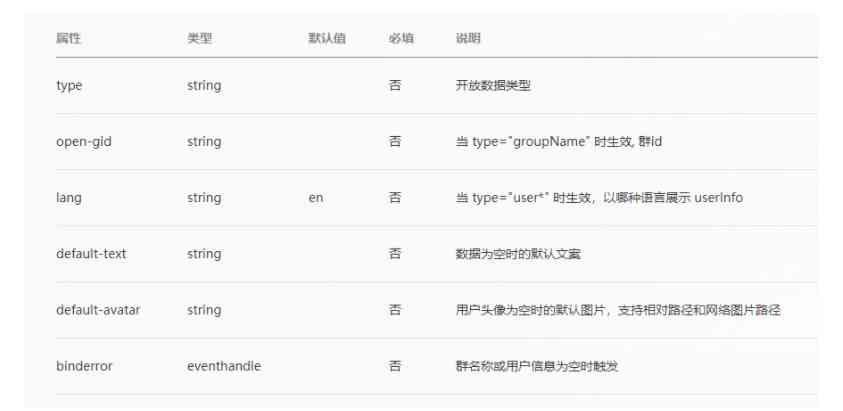 属性 类型 默认值 必填 说明
type string 否 开放数据类型
open-gid string 否 当 type="groupName" 时生效, 群id
lang string en 否 当 type="user*" 时生效，以哪种语言展示 userInfo
default-text string 否 数据为空时的默认文案
default-avatar string 否 用户头像为空时的默认图片，支持相对路径和网络图片路径
binderror eventhandle 否 群名称或用户信息为空时触发